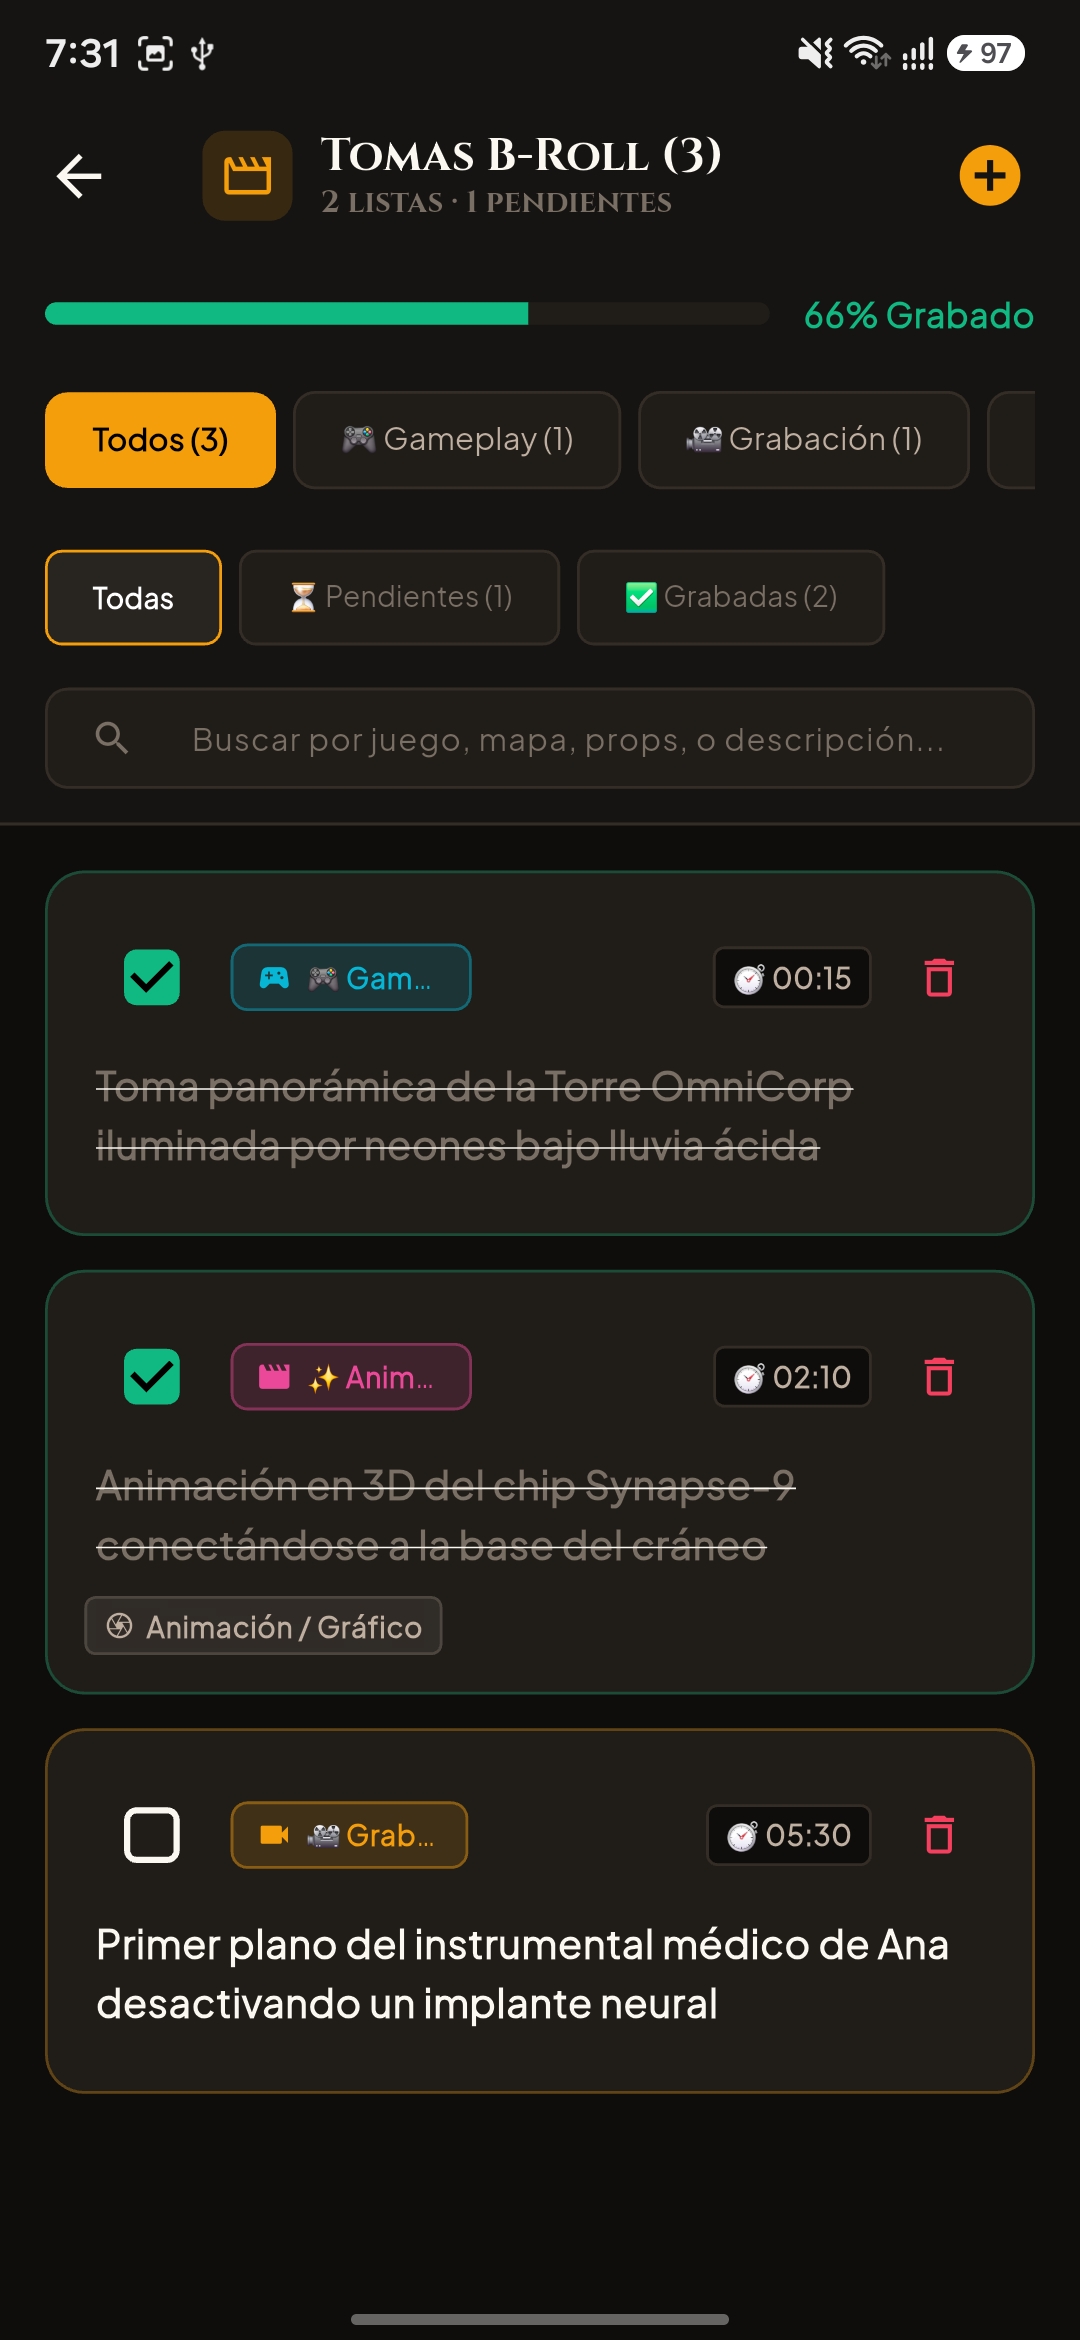 7:31
97
Tomas B-Roll (3)
2 listas · 1 pendientes
66% Grabado
Todos (3)
🎮 Gameplay (1)
🎥 Grabación (1)
Todas
⏳ Pendientes (1)
✅ Grabadas (2)
Buscar por juego, mapa, props, o descripción...
🎮 Gam...
⏱ 00:15
Toma panorámica de la Torre OmniCorp
iluminada por neones bajo lluvia ácida
✨ Anim...
⏱ 02:10
Animación en 3D del chip Synapse-9
conectándose a la base del cráneo
Animación / Gráfico
🎥 Grab...
⏱ 05:30
Primer plano del instrumental médico de Ana
desactivando un implante neural